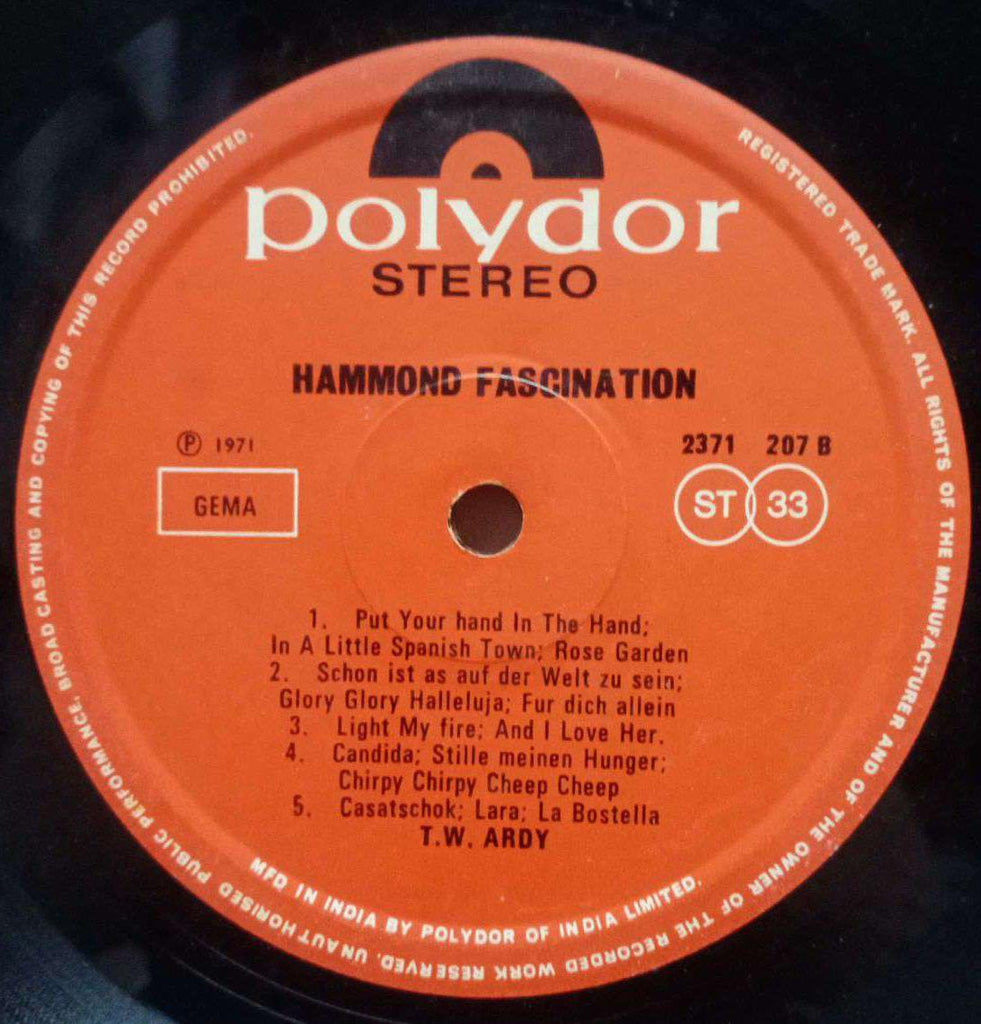 polydor
STEREO
HAMMOND FASCINATION
℗ 1971
GEMA
2371 207 B
ST 33
1. Put Your hand In The Hand;
In A Little Spanish Town; Rose Garden
2. Schon ist as auf der Welt zu sein;
Glory Glory Halleluja; Fur dich allein
3. Light My fire; And I Love Her.
4. Candida; Stille meinen Hunger;
Chirpy Chirpy Cheep Cheep
5. Casatschok; Lara; La Bostella
T.W. ARDY
REGISTERED TRADE MARK. ALL RIGHTS OF THE MANUFACTURER AND OF THE OWNER OF THE RECORDED WORK RESERVED. UNAUTHORISED PUBLIC PERFORMANCE, BROADCASTING AND COPYING OF THIS RECORD PROHIBITED.
MFD IN INDIA BY POLYDOR OF INDIA LIMITED.